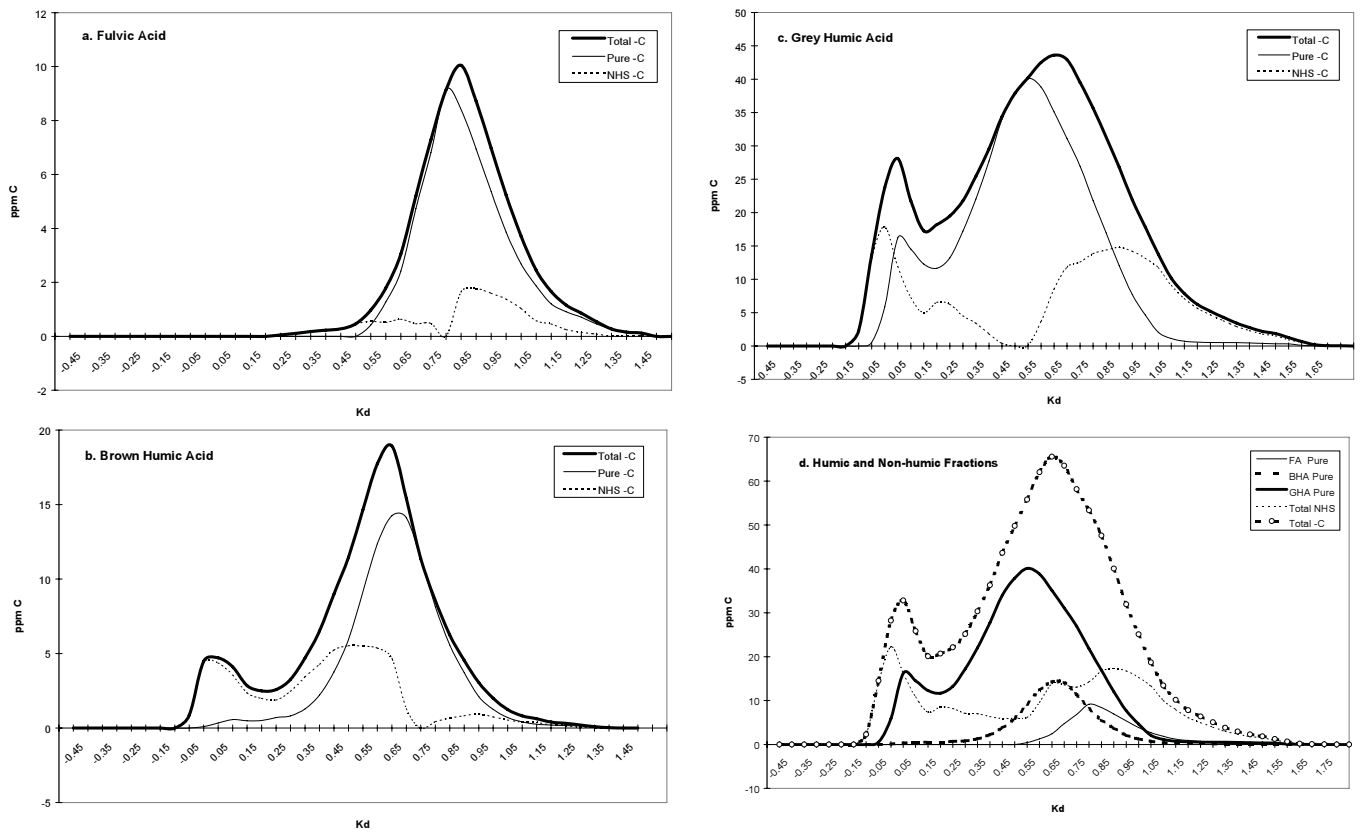 a. Fulvic Acid
Total -C
Pure -C
NHS -C
12
10
8
6
4
2
0
-2
ppm C
-0.45 -0.35 -0.25 -0.15 -0.05 0.05 0.15 0.25 0.35 0.45 0.55 0.65 0.75 0.85 0.95 1.05 1.15 1.25 1.35 1.45
Kd
c. Grey Humic Acid
Total -C
Pure -C
NHS -C
50
45
40
35
30
25
20
15
10
5
0
-5
ppm C
-0.45 -0.35 -0.25 -0.15 -0.05 0.05 0.15 0.25 0.35 0.45 0.55 0.65 0.75 0.85 0.95 1.05 1.15 1.25 1.35 1.45 1.55 1.65
Kd
b. Brown Humic Acid
Total -C
Pure -C
NHS -C
20
15
10
5
0
-5
ppm C
-0.45 -0.35 -0.25 -0.15 -0.05 0.05 0.15 0.25 0.35 0.45 0.55 0.65 0.75 0.85 0.95 1.05 1.15 1.25 1.35 1.45
Kd
d. Humic and Non-humic Fractions
FA Pure
BHA Pure
GHA Pure
Total NHS
Total -C
70
60
50
40
30
20
10
0
-10
ppm C
-0.45 -0.35 -0.25 -0.15 -0.05 0.05 0.15 0.25 0.35 0.45 0.55 0.65 0.75 0.85 0.95 1.05 1.15 1.25 1.35 1.45 1.55 1.65 1.75
Kd